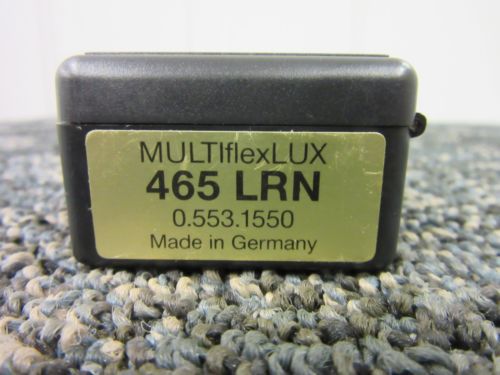 MULTIflexLUX
465 LRN
0.553.1550
Made in Germany